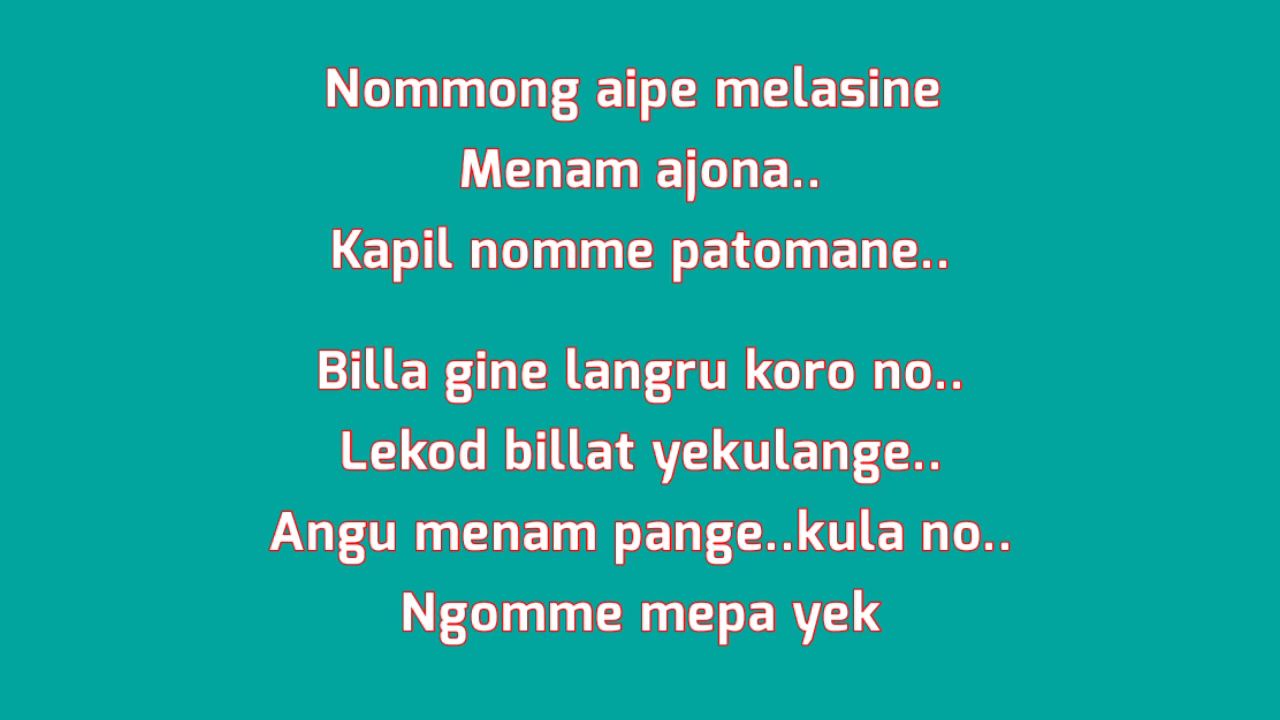 Nommong aipe melasine
Menam ajona..
Kapil nomme patomane..
Billa gine langru koro no..
Lekod billat yekulange..
Angu menam pange..kula no..
Ngomme mepa yek